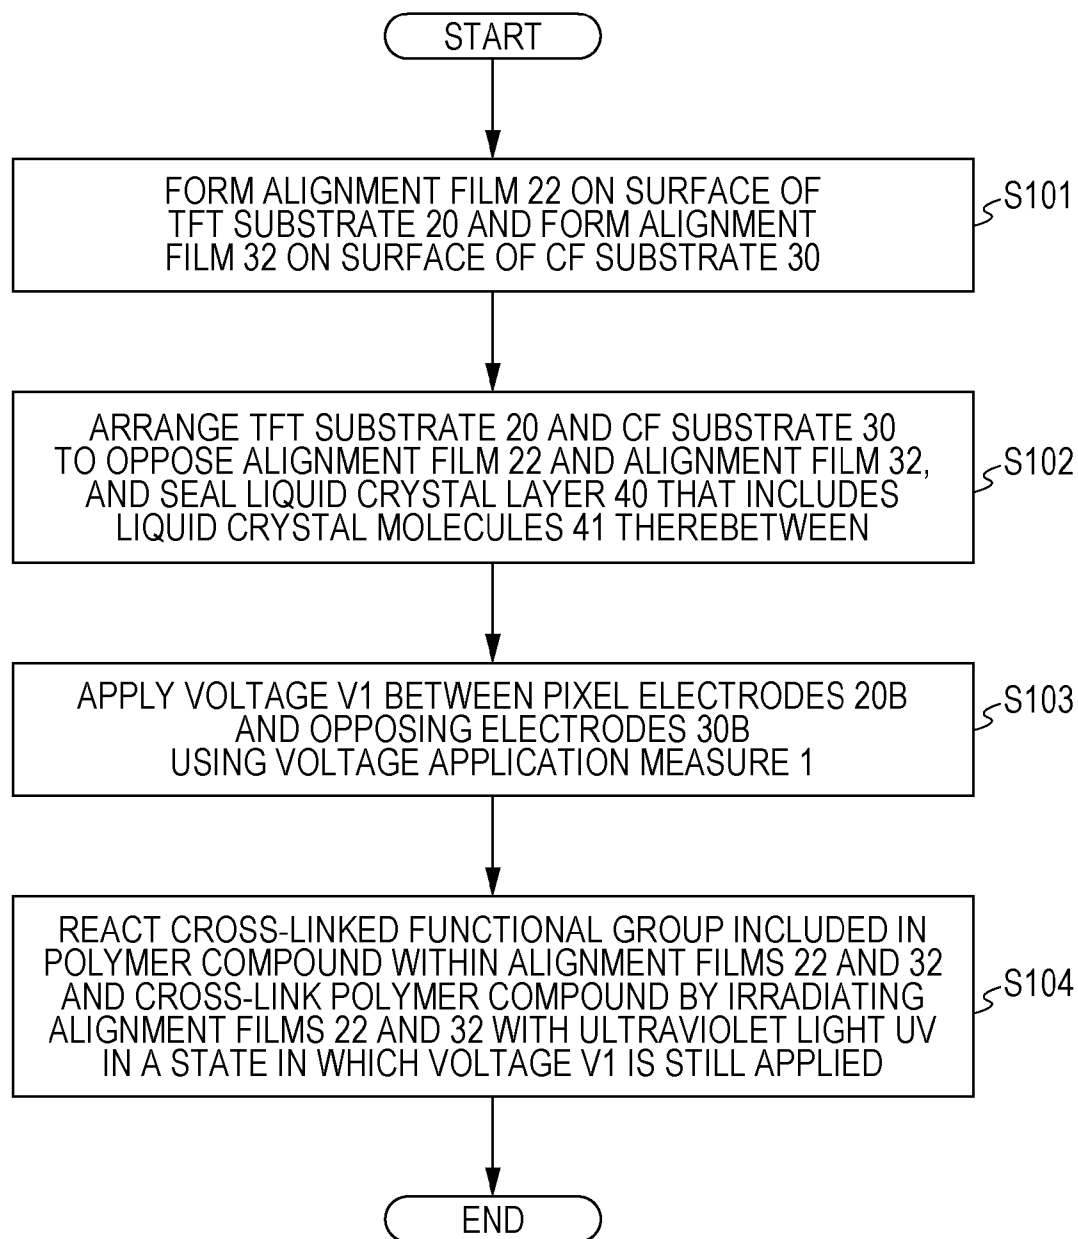 START
FORM ALIGNMENT FILM 22 ON SURFACE OF
TFT SUBSTRATE 20 AND FORM ALIGNMENT
FILM 32 ON SURFACE OF CF SUBSTRATE 30
S101
ARRANGE TFT SUBSTRATE 20 AND CF SUBSTRATE 30
TO OPPOSE ALIGNMENT FILM 22 AND ALIGNMENT FILM 32,
AND SEAL LIQUID CRYSTAL LAYER 40 THAT INCLUDES
LIQUID CRYSTAL MOLECULES 41 THEREBETWEEN
S102
APPLY VOLTAGE V1 BETWEEN PIXEL ELECTRODES 20B
AND OPPOSING ELECTRODES 30B
USING VOLTAGE APPLICATION MEASURE 1
S103
REACT CROSS-LINKED FUNCTIONAL GROUP INCLUDED IN
POLYMER COMPOUND WITHIN ALIGNMENT FILMS 22 AND 32
AND CROSS-LINK POLYMER COMPOUND BY IRRADIATING
ALIGNMENT FILMS 22 AND 32 WITH ULTRAVIOLET LIGHT UV
IN A STATE IN WHICH VOLTAGE V1 IS STILL APPLIED
S104
END